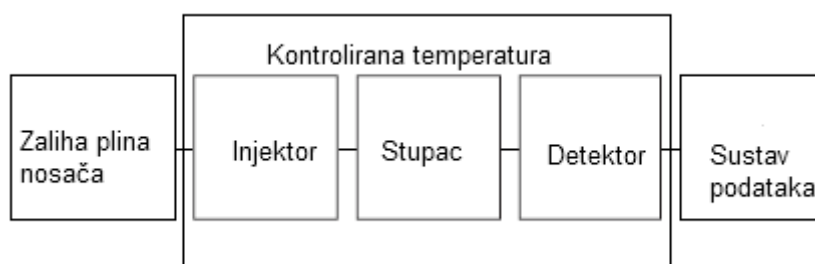 Kontrolirana temperatura
Zaliha plina
nosača
Injektor
Stupac
Detektor
Sustav
podataka